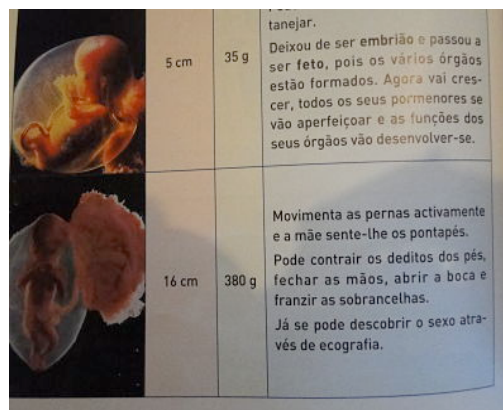 tanejar.
Deixou de ser embrião e passou a
ser feto, pois os vários órgãos
estão formados. Agora vai cres-
cer, todos os seus pormenores se
vão aperfeiçoar e as funções dos
seus órgãos vão desenvolver-se.
5 cm
35 g
Movimenta as pernas activamente
e a mãe sente-lhe os pontapés.
Pode contrair os deditos dos pés,
fechar as mãos, abrir a boca e
franzir as sobrancelhas.
Já se pode descobrir o sexo atra-
vés de ecografia.
16 cm
380 g